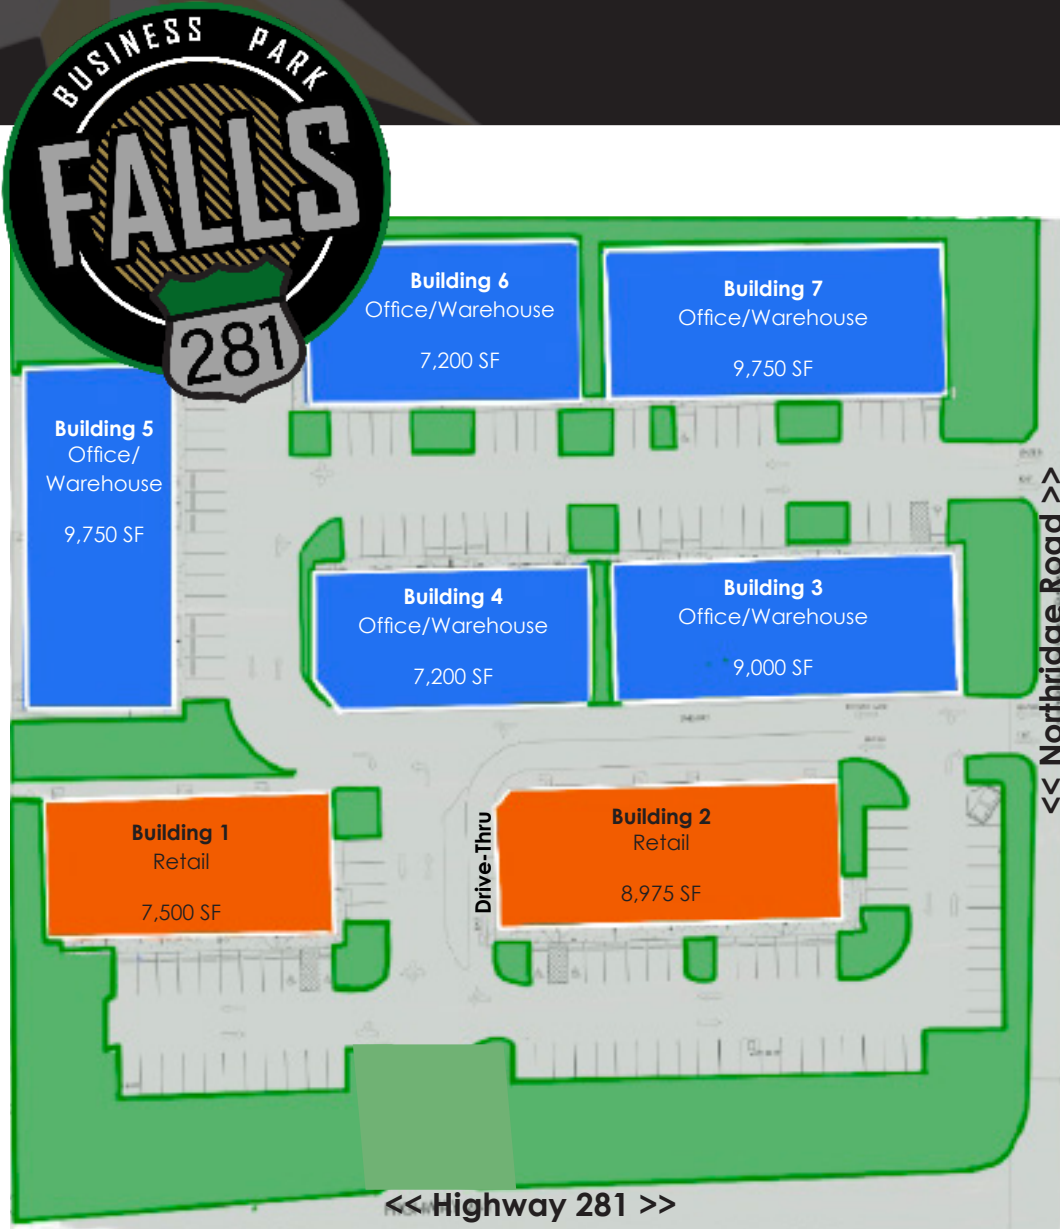 BUSINESS PARK
FALLS
281
Building 6
Office/Warehouse
7,200 SF
Building 7
Office/Warehouse
9,750 SF
Building 5
Office/
Warehouse
9,750 SF
Building 4
Office/Warehouse
7,200 SF
Building 3
Office/Warehouse
9,000 SF
<< Northridge Road >>
Building 1
Retail
7,500 SF
Drive-Thru
Building 2
Retail
8,975 SF
<< Highway 281 >>